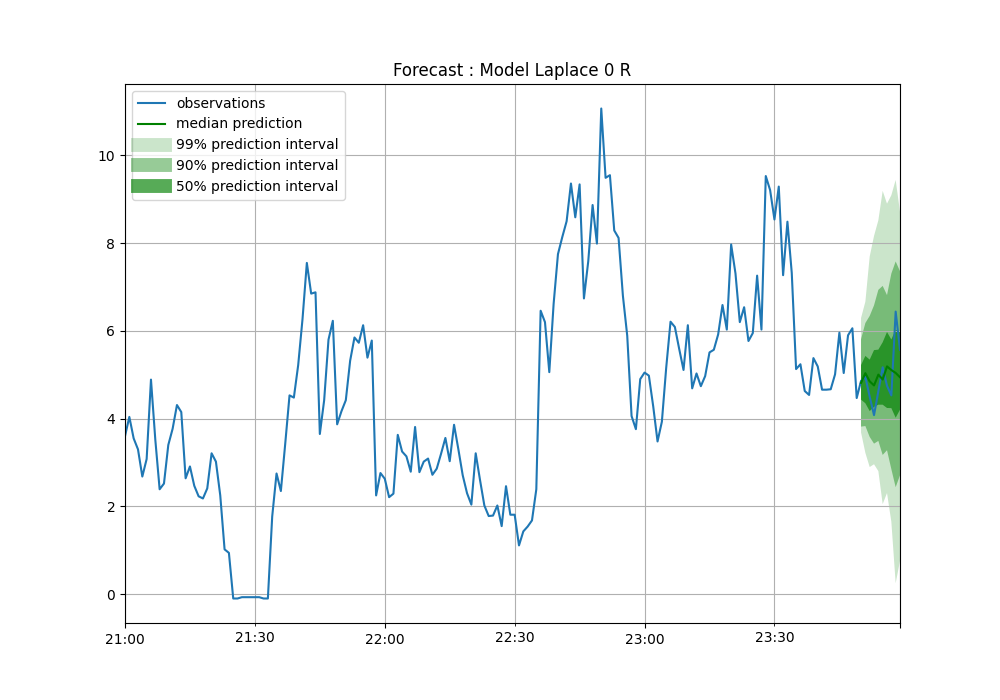 Forecast : Model Laplace 0 R
observations
median prediction
99% prediction interval
90% prediction interval
50% prediction interval
10
8
6
4
2
0
21:00 21:30 22:00 22:30 23:00 23:30